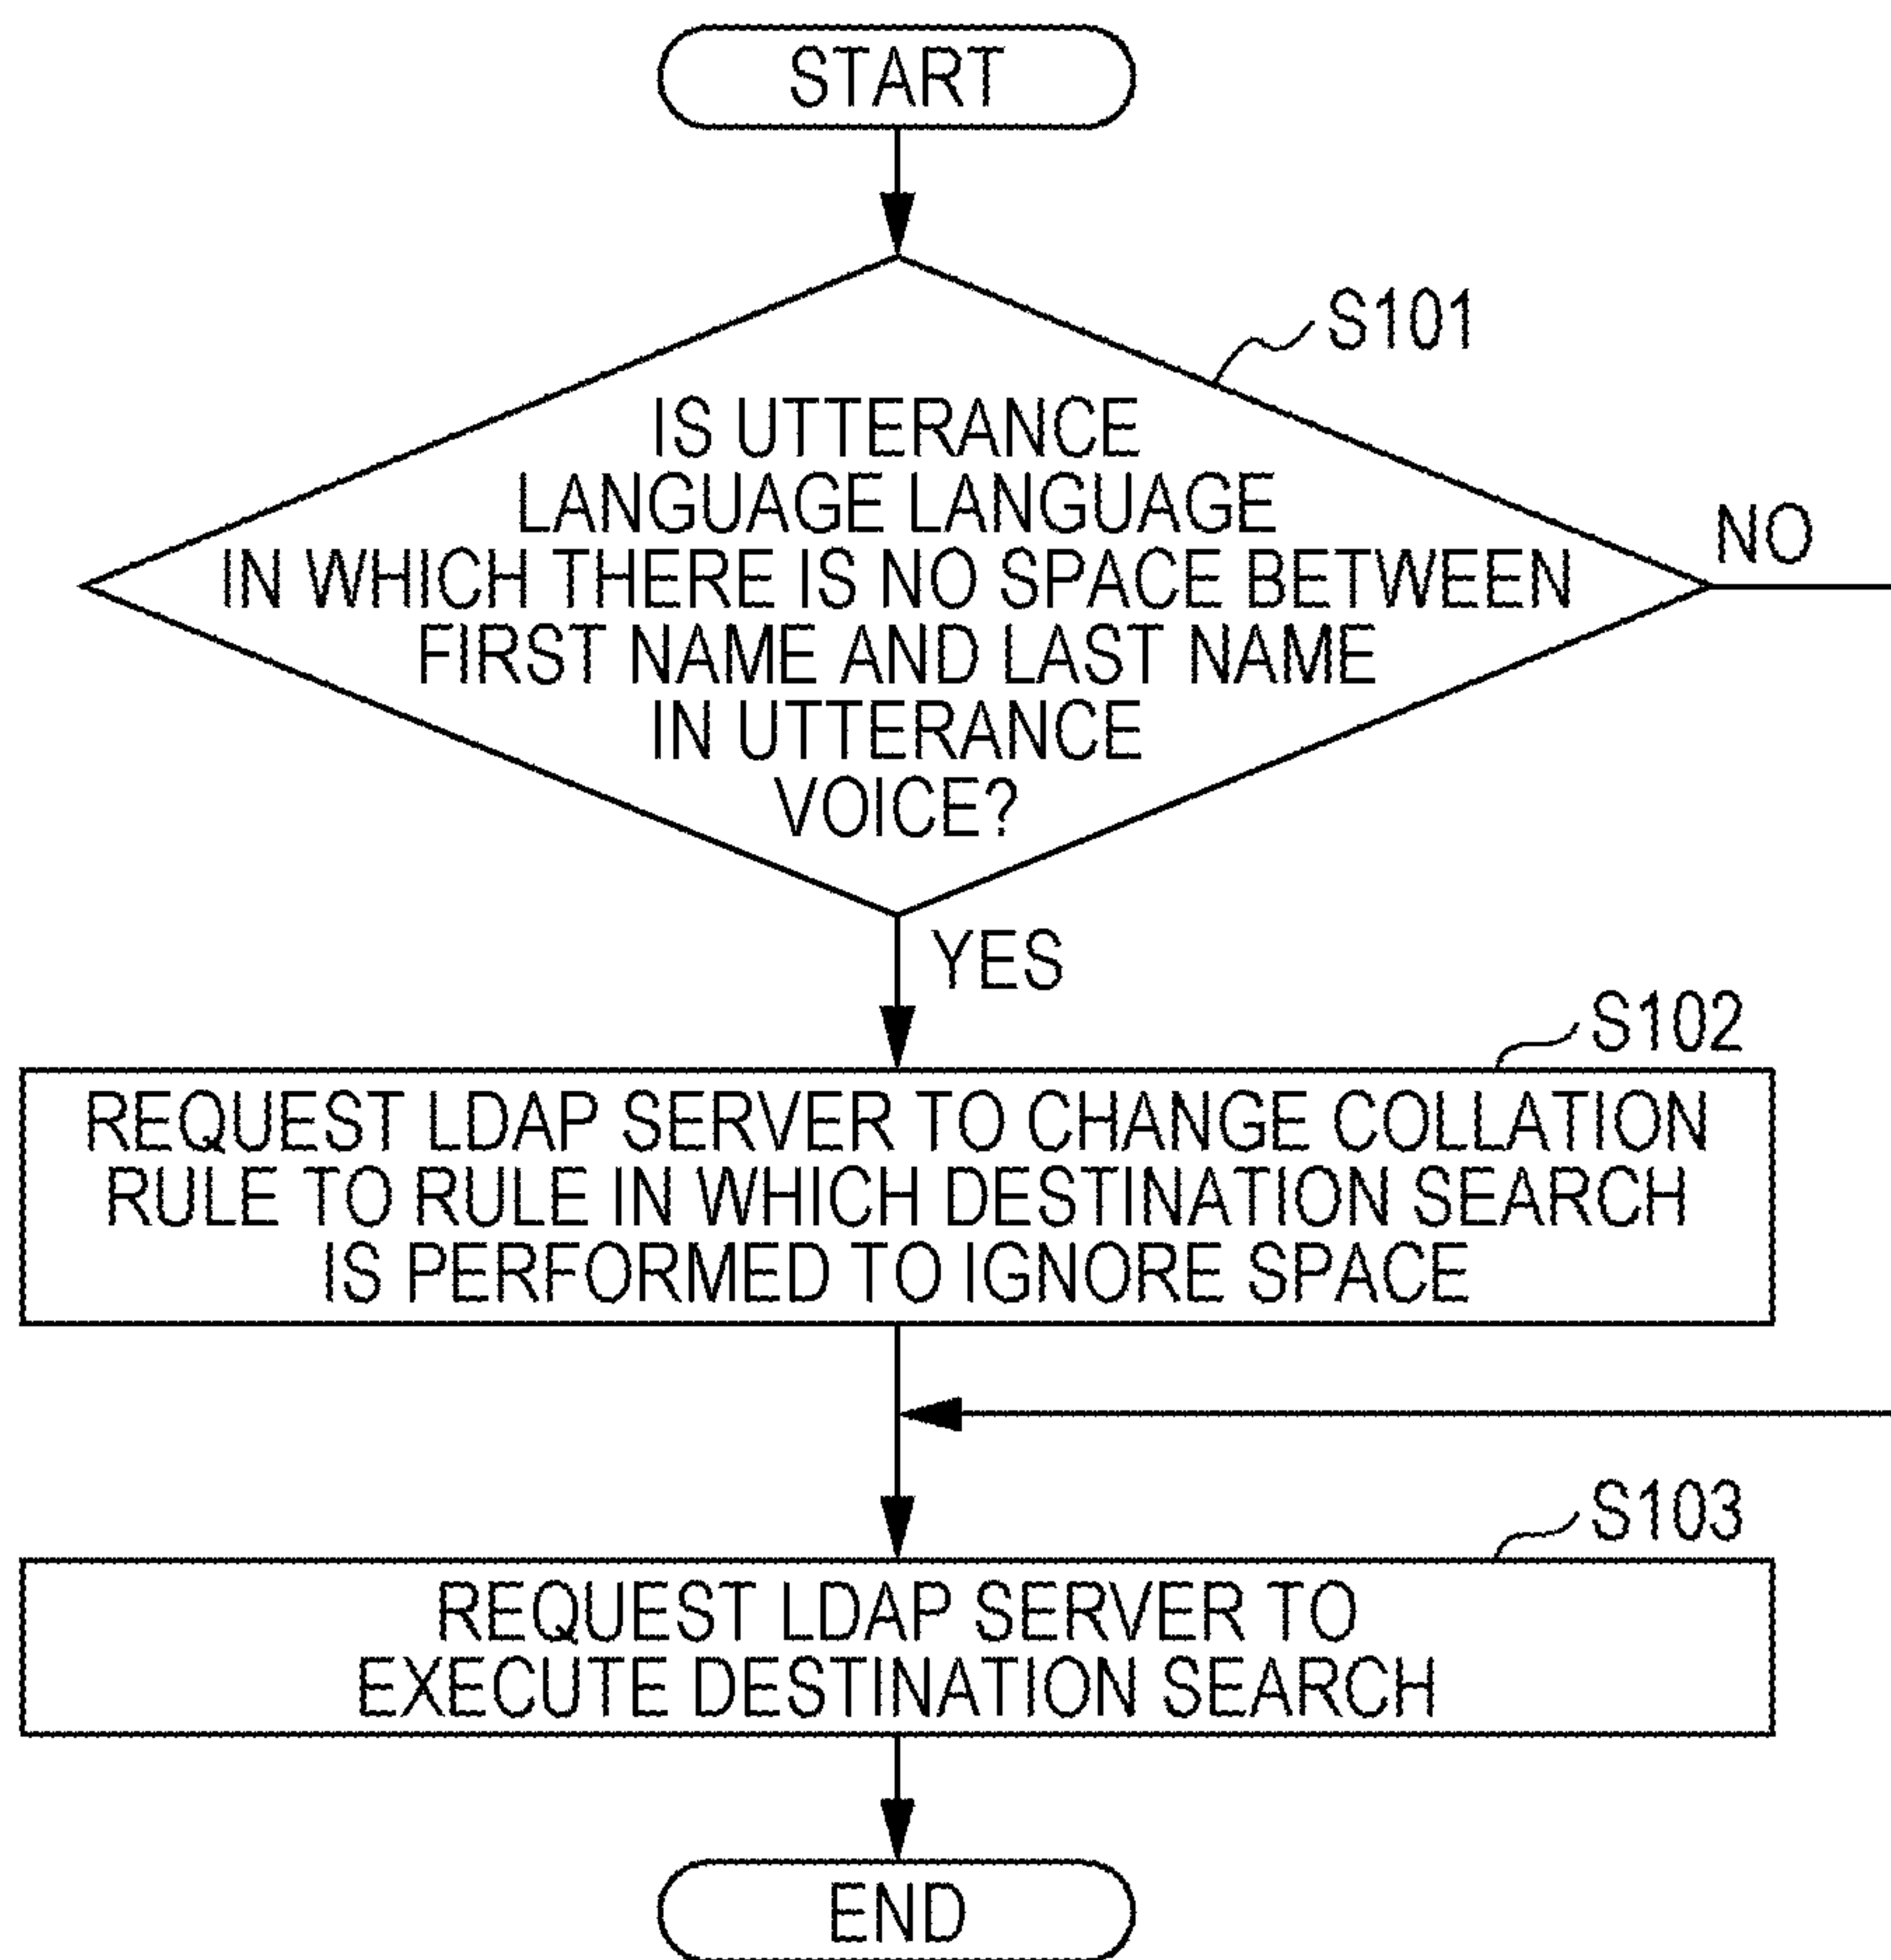 START
S101
IS UTTERANCE
LANGUAGE LANGUAGE
IN WHICH THERE IS NO SPACE BETWEEN
FIRST NAME AND LAST NAME
IN UTTERANCE
VOICE?
NO
YES
S102
REQUEST LDAP SERVER TO CHANGE COLLATION
RULE TO RULE IN WHICH DESTINATION SEARCH
IS PERFORMED TO IGNORE SPACE
S103
REQUEST LDAP SERVER TO
EXECUTE DESTINATION SEARCH
END